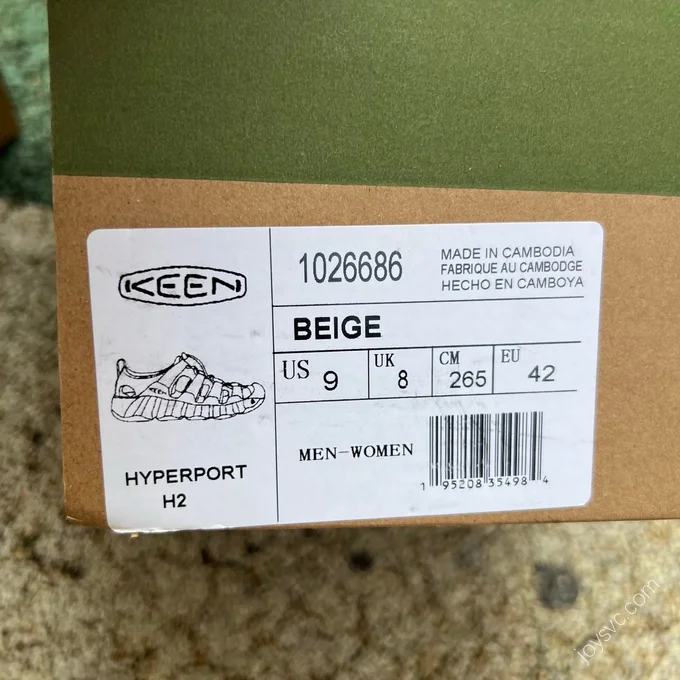 KEEN
HYPERPORT
H2
1026686
MADE IN CAMBODIA
FABRIQUE AU CAMBODGE
HECHO EN CAMBOYA
BEIGE
US 9
UK 8
CM 265
EU 42
MEN-WOMEN
1 95208 35498 4
joysvc.com